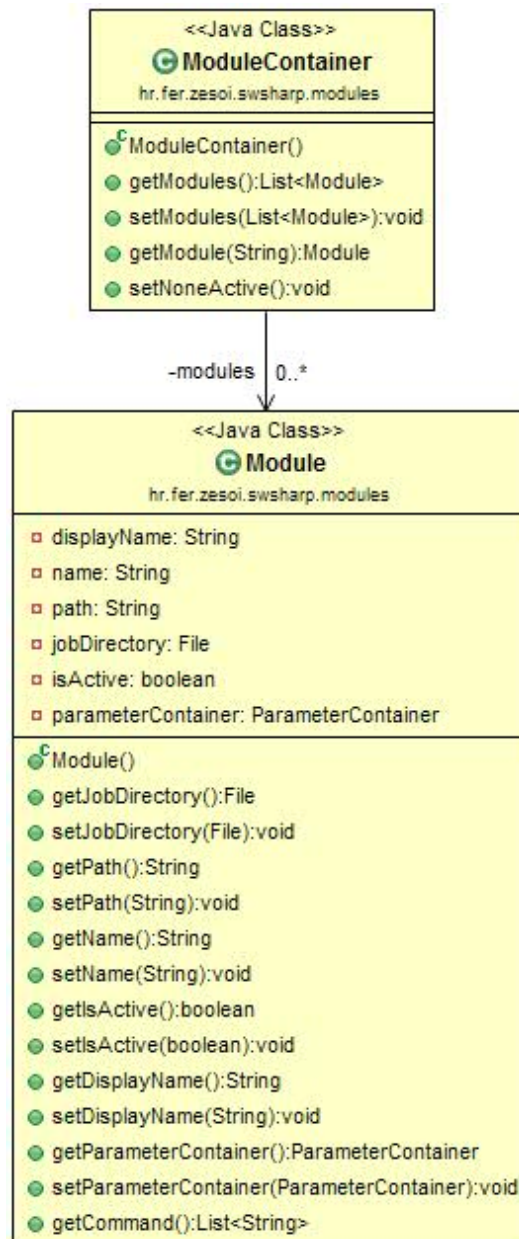 <<Java Class>>
C ModuleContainer
hr.fer.zesoi.swsharp.modules
C ModuleContainer()
getModules():List<Module>
setModules(List<Module>):void
getModule(String):Module
setNoneActive():void
-modules 0..*
<<Java Class>>
C Module
hr.fer.zesoi.swsharp.modules
displayName: String
name: String
path: String
jobDirectory: File
isActive: boolean
parameterContainer: ParameterContainer
C Module()
getJobDirectory():File
setJobDirectory(File):void
getPath():String
setPath(String):void
getName():String
setName(String):void
getIsActive():boolean
setIsActive(boolean):void
getDisplayName():String
setDisplayName(String):void
getParameterContainer():ParameterContainer
setParameterContainer(ParameterContainer):void
getCommand():List<String>